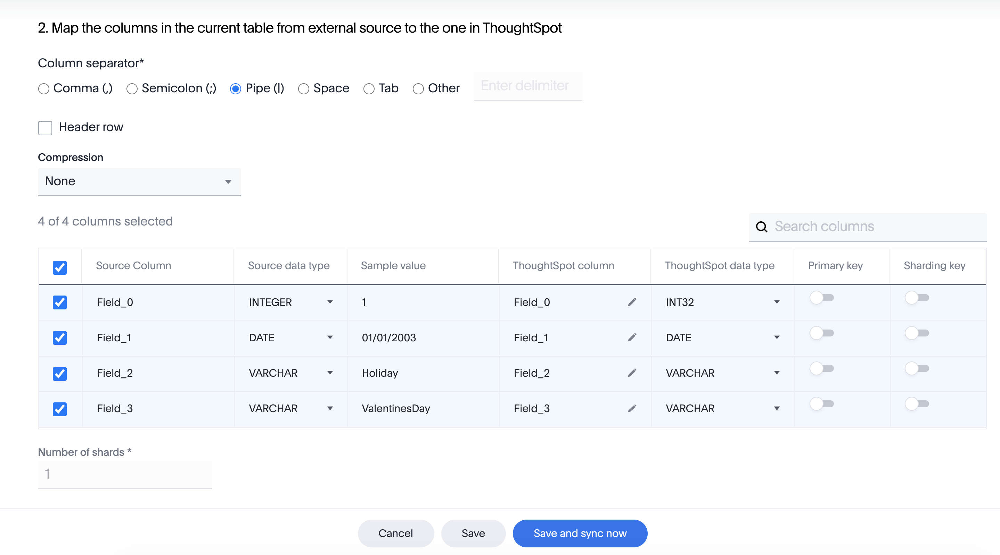 2. Map the columns in the current table from external source to the one in ThoughtSpot
Column separator*
Comma (,) Semicolon (;) Pipe (|) Space Tab Other Enter delimiter
Header row
Compression
None
4 of 4 columns selected Search columns
Source Column Source data type Sample value ThoughtSpot column ThoughtSpot data type Primary key Sharding key
Field_0 INTEGER 1 Field_0 INT32
Field_1 DATE 01/01/2003 Field_1 DATE
Field_2 VARCHAR Holiday Field_2 VARCHAR
Field_3 VARCHAR ValentinesDay Field_3 VARCHAR
Number of shards *
1
Cancel Save Save and sync now